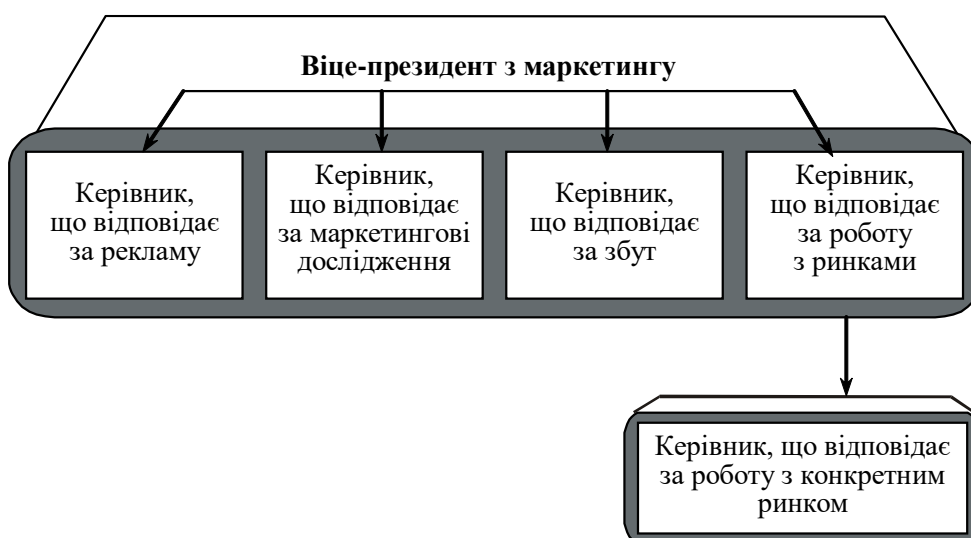 Віце-президент з маркетингу
Керівник,
що відповідає
за рекламу
Керівник,
що відповідає
за маркетингові
дослідження
Керівник,
що відповідає
за збут
Керівник,
що відповідає
за роботу
з ринками
Керівник, що відповідає
за роботу з конкретним
ринком